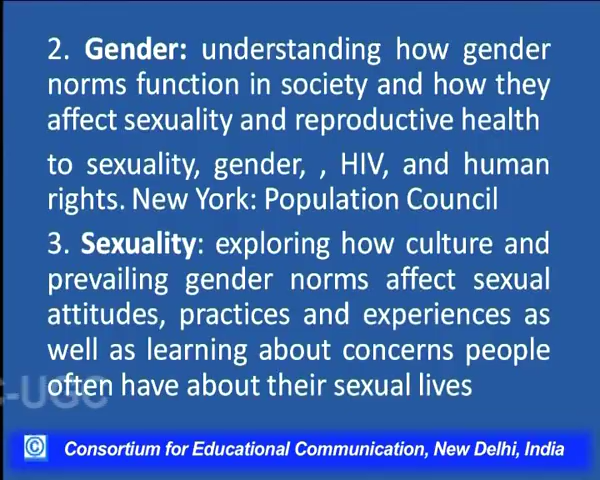 2. Gender: understanding how gender
norms function in society and how they
affect sexuality and reproductive health
to sexuality, gender, , HIV, and human
rights. New York: Population Council
3. Sexuality: exploring how culture and
prevailing gender norms affect sexual
attitudes, practices and experiences as
well as learning about concerns people
often have about their sexual lives
C-UGC
© Consortium for Educational Communication, New Delhi, India